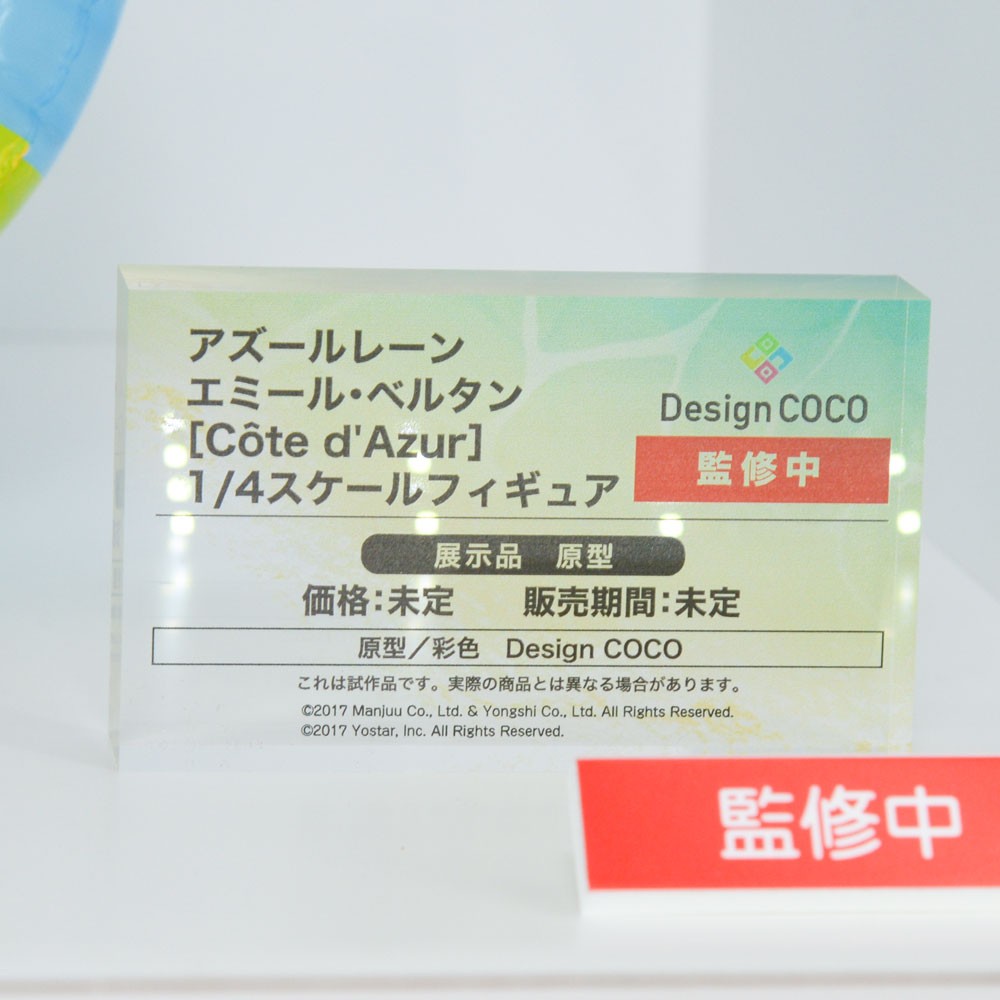 アズールレーン
エミール・ベルタン
[Côte d'Azur]
1/4スケールフィギュア
Design COCO
監修中
展示品　原型
価格：未定　　販売期間：未定
原型／彩色　Design COCO
これは試作品です。実際の商品とは異なる場合があります。
©2017 Manjuu Co., Ltd. & Yongshi Co., Ltd. All Rights Reserved.
©2017 Yostar, Inc. All Rights Reserved.
監修中